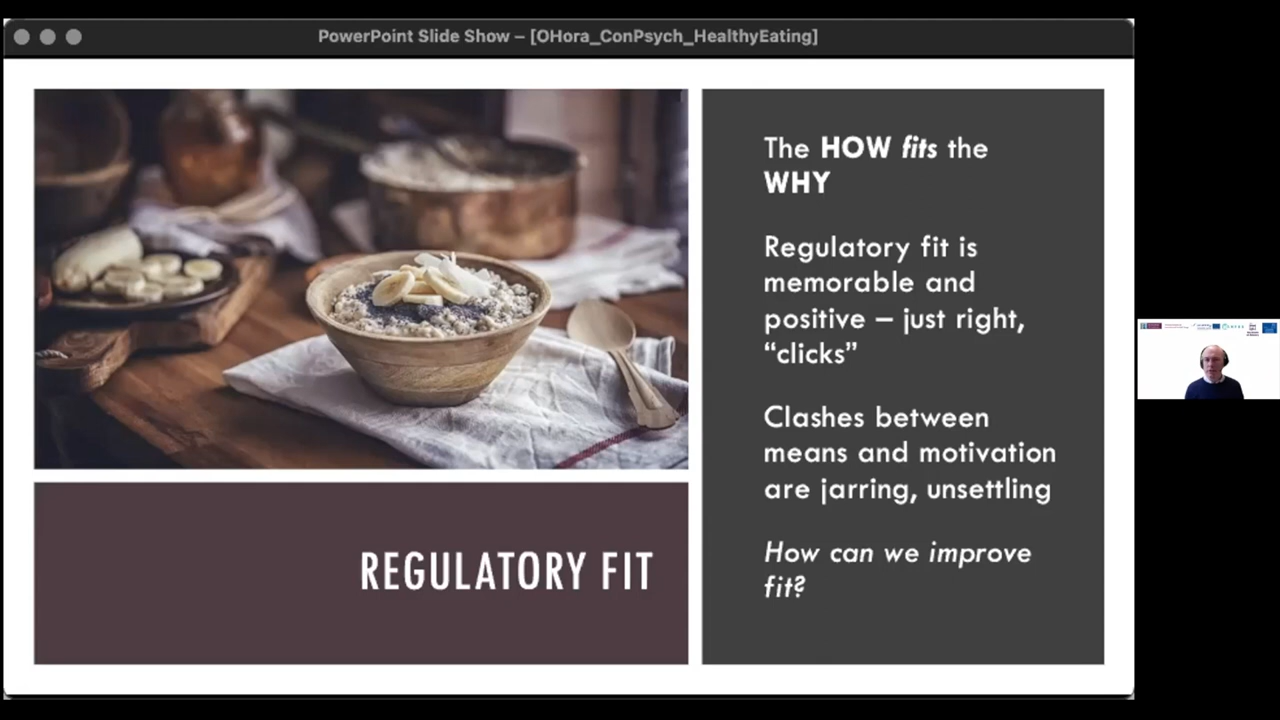 PowerPoint Slide Show – [OHora_ConPsych_HealthyEating]
The HOW fits the
WHY
Regulatory fit is
memorable and
positive – just right,
“clicks”
Clashes between
means and motivation
are jarring, unsettling
How can we improve
fit?
REGULATORY FIT